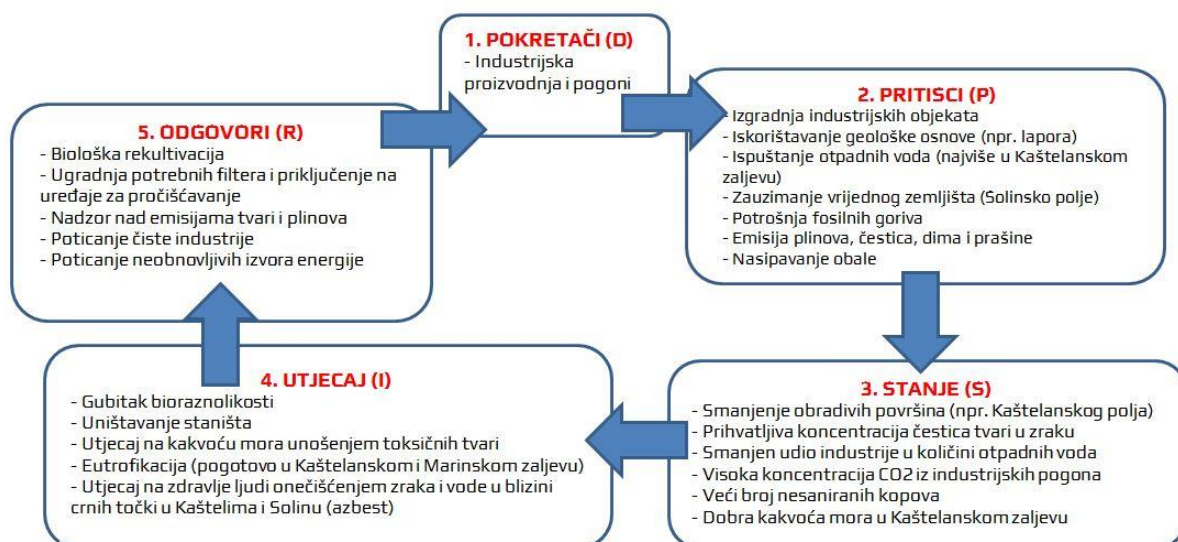 1. POKRETAČI (D)
- Industrijska
proizvodnja i pogoni
2. PRITISCI (P)
- Izgradnja industrijskih objekata
- Iskorištavanje geološke osnove (npr. lapora)
- Ispuštanje otpadnih voda (najviše u Kaštelanskom
zaljevu)
- Zauzimanje vrijednog zemljišta (Solinsko polje)
- Potrošnja fosilnih goriva
- Emisija plinova, čestica, dima i prašine
- Nasipavanje obale
3. STANJE (S)
- Smanjenje obradivih površina (npr. Kaštelanskog polja)
- Prihvatljiva koncentracija čestica tvari u zraku
- Smanjen udio industrije u količini otpadnih voda
- Visoka koncentracija CO2 iz industrijskih pogona
- Veći broj nesaniranih kopova
- Dobra kakvoća mora u Kaštelanskom zaljevu
4. UTJECAJ (I)
- Gubitak bioraznolikosti
- Uništavanje staništa
- Utjecaj na kakvoću mora unošenjem toksičnih tvari
- Eutrofikacija (pogotovo u Kaštelanskom i Marinskom zaljevu)
- Utjecaj na zdravlje ljudi onečišćenjem zraka i vode u blizini
crnih točki u Kaštelima i Solinu (azbest)
5. ODGOVORI (R)
- Biološka rekultivacija
- Ugradnja potrebnih filtera i priključenje na
uređaje za pročišćavanje
- Nadzor nad emisijama tvari i plinova
- Poticanje čiste industrije
- Poticanje neobnovljivih izvora energije